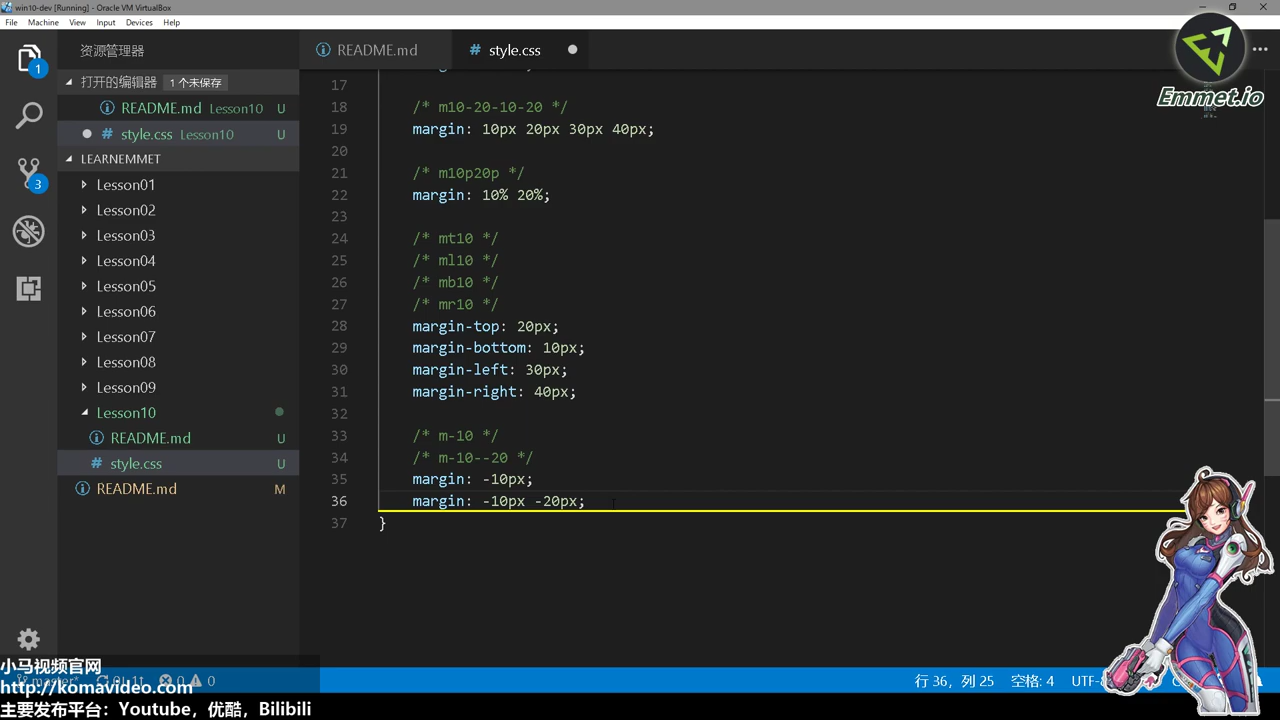 win10-dev [Running] - Oracle VM VirtualBox
File Machine View Input Devices Help
资源管理器
README.md
# style.css
打开的编辑器 1 个未保存
README.md Lesson10 U
# style.css Lesson10 U
LEARNEMMET
Lesson01
Lesson02
Lesson03
Lesson04
Lesson05
Lesson06
Lesson07
Lesson08
Lesson09
Lesson10
README.md U
# style.css U
README.md M
1
3
17
18 /* m10-20-10-20 */
19 margin: 10px 20px 30px 40px;
20
21 /* m10p20p */
22 margin: 10% 20%;
23
24 /* mt10 */
25 /* ml10 */
26 /* mb10 */
27 /* mr10 */
28 margin-top: 20px;
29 margin-bottom: 10px;
30 margin-left: 30px;
31 margin-right: 40px;
32
33 /* m-10 */
34 /* m-10--20 */
35 margin: -10px;
36 margin: -10px -20px;
37 }
Emmet.io
小马视频官网
http://komavideo.com
主要发布平台：Youtube，优酷，Bilibili
0 0
行 36，列 25 空格: 4